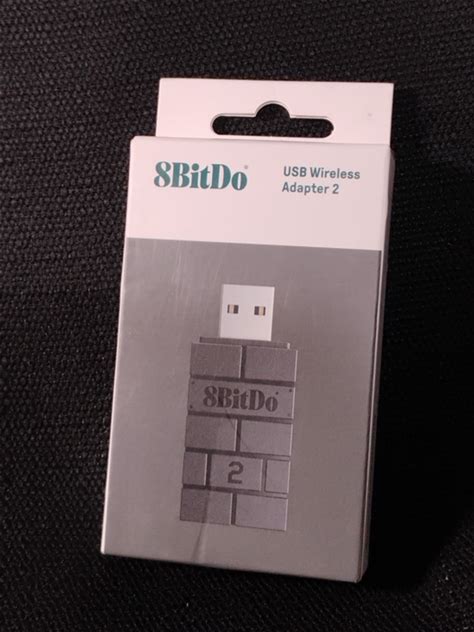 8BitDo
USB Wireless
Adapter 2
8BitDo
2